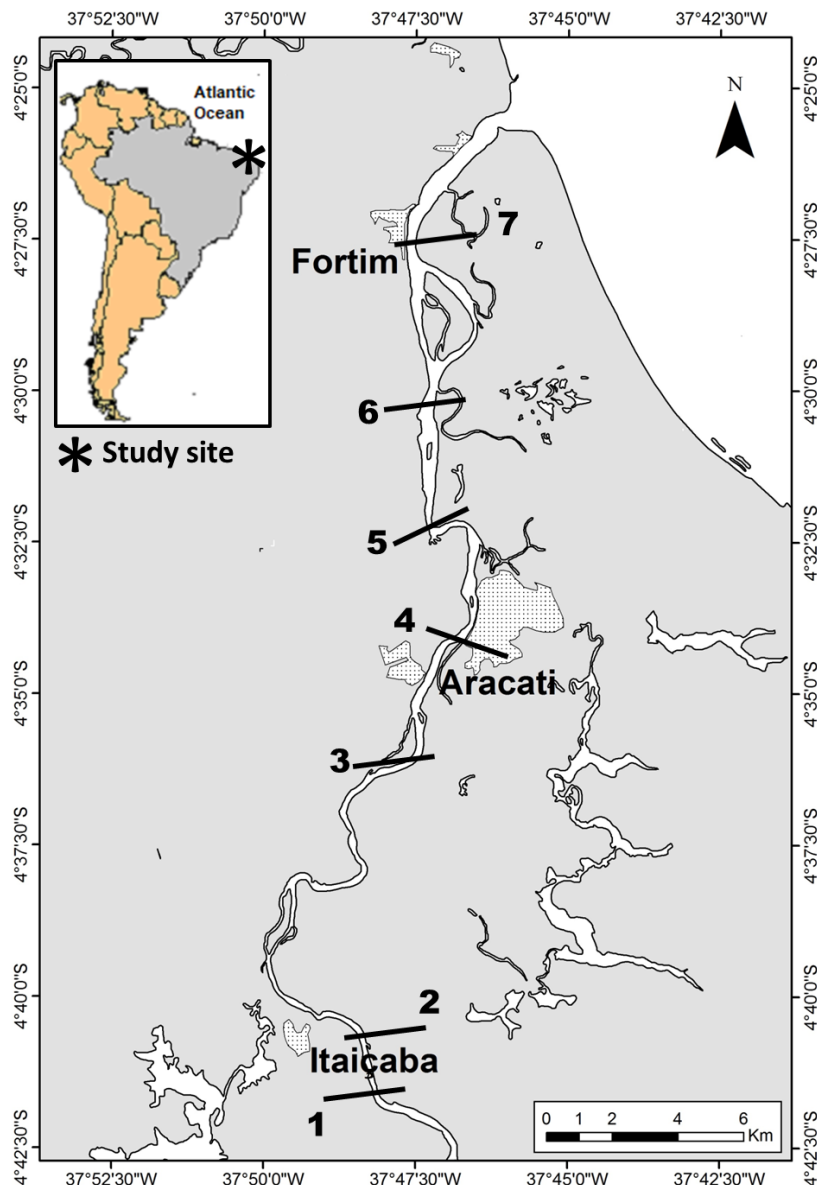 37°52'30"W 37°50'0"W 37°47'30"W 37°45'0"W 37°42'30"W
4°25'0"S
4°25'0"S
Atlantic
Ocean
N
7
4°27'30"S
Fortim
4°27'30"S
4°30'0"S
6
4°30'0"S
Study site
5
4°32'30"S
4°32'30"S
4
Aracati
4°35'0"S
4°35'0"S
3
4°37'30"S
4°37'30"S
4°40'0"S
2
4°40'0"S
Itaiçaba
1
0 1 2 4 6
Km
4°42'30"S
4°42'30"S
37°52'30"W 37°50'0"W 37°47'30"W 37°45'0"W 37°42'30"W